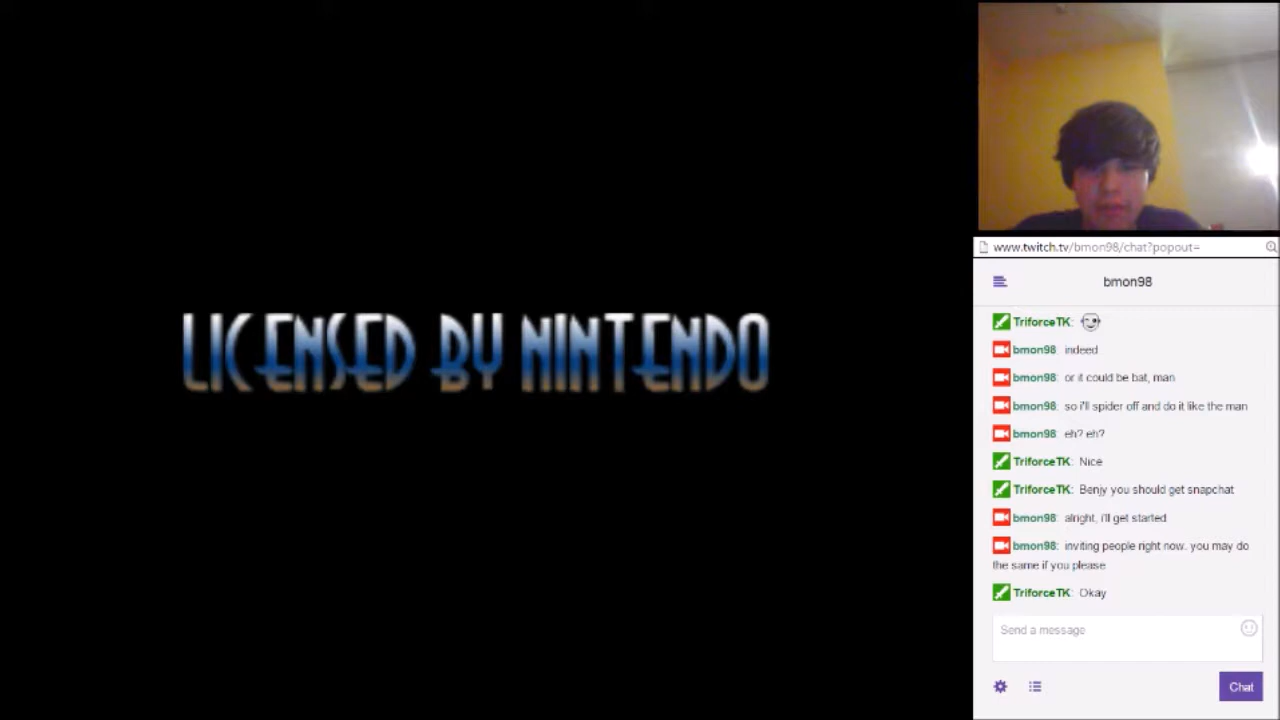 LICENSED BY NINTENDO
www.twitch.tv/bmon98/chat?popout=
bmon98
TriforceTK:
bmon98: indeed
bmon98: or it could be bat, man
bmon98: so i'll spider off and do it like the man
bmon98: eh? eh?
TriforceTK: Nice
TriforceTK: Benjy you should get snapchat
bmon98: alright, i'll get started
bmon98: inviting people right now. you may do
the same if you please
TriforceTK: Okay
Send a message
Chat